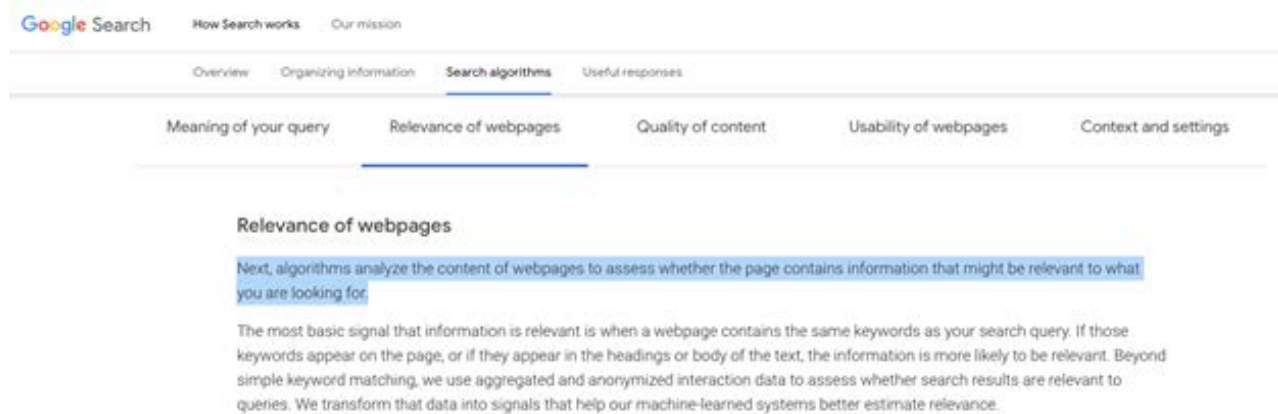 Google Search How Search works Our mission
Overview Organizing information Search algorithms Useful responses
Meaning of your query Relevance of webpages Quality of content Usability of webpages Context and settings
Relevance of webpages
Next, algorithms analyze the content of webpages to assess whether the page contains information that might be relevant to what
you are looking for.
The most basic signal that information is relevant is when a webpage contains the same keywords as your search query. If those
keywords appear on the page, or if they appear in the headings or body of the text, the information is more likely to be relevant. Beyond
simple keyword matching, we use aggregated and anonymized interaction data to assess whether search results are relevant to
queries. We transform that data into signals that help our machine-learned systems better estimate relevance.